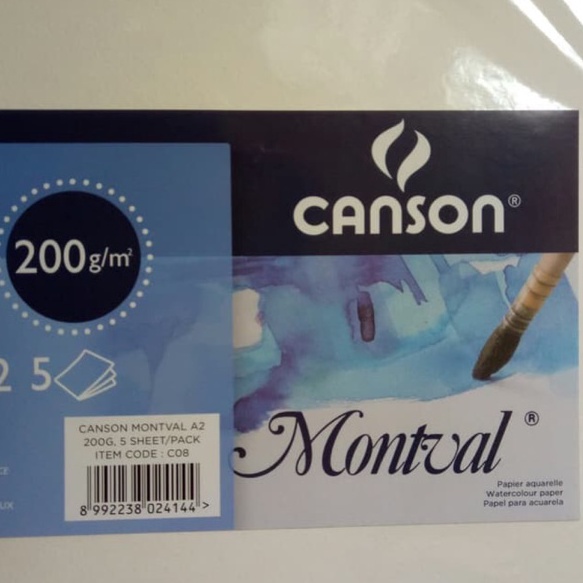 CANSON®
200g/m²
2 5
Montval®
CANSON MONTVAL A2
200G, 5 SHEET/PACK
ITEM CODE : C08
8 992238 024144 >
Papier aquarelle
Watercolour paper
Papel para acuarela